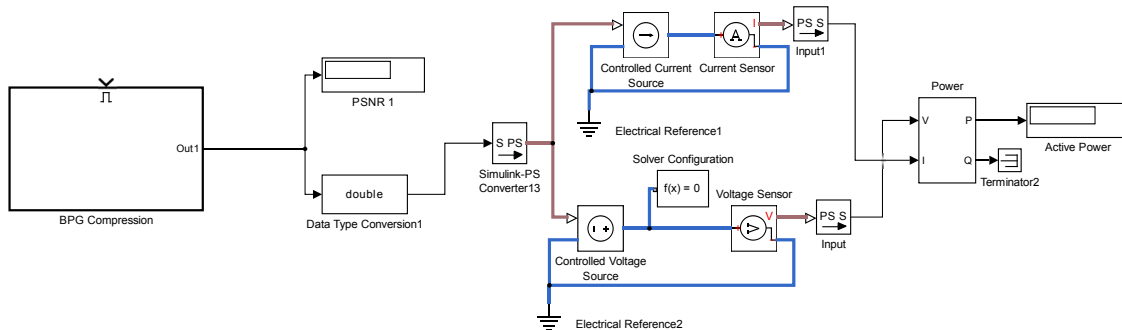 Out1
BPG Compression
PSNR 1
double
Data Type Conversion1
S PS
Simulink-PS
Converter13
Controlled Current
Source
A
I
Current Sensor
PS S
Input1
Electrical Reference1
Solver Configuration
f(x) = 0
Controlled Voltage
Source
Voltage Sensor
V
V
PS S
Input
Electrical Reference2
Power
V
I
P
Q
Active Power
Terminator2